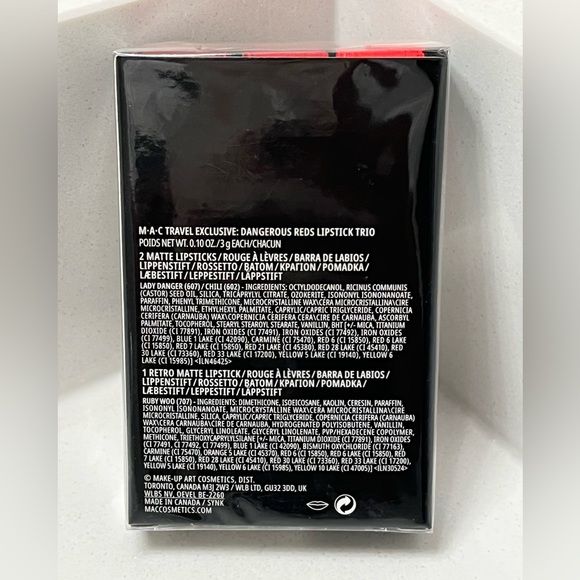 M·A·C TRAVEL EXCLUSIVE: DANGEROUS REDS LIPSTICK TRIO
POIDS NET WT. 0.10 OZ./3 g EACH/CHACUN
2 MATTE LIPSTICKS / ROUGE À LÈVRES / BARRA DE LABIOS /
LIPPENSTIFT / ROSSETTO / BATOM / ΚΡΑΓΙΟΝ / POMADKA /
LÆBESTIFT / LEPPESTIFT / LÄPPSTIFT
LADY DANGER (607) / CHILI (602) - INGREDIENTS: OCTYLDODECANOL, RICINUS COMMUNIS
(CASTOR) SEED OIL, SILICA, TRICAPRYLYL CITRATE, OZOKERITE, ISONONYL ISONONANOATE,
PARAFFIN, PHENYL TRIMETHICONE, MICROCRYSTALLINE WAX\CERA MICROCRISTALLINA\CIRE
MICROCRISTALLINE, ETHYLHEXYL PALMITATE, CAPRYLIC/CAPRIC TRIGLYCERIDE, COPERNICIA
CERIFERA (CARNAUBA) WAX\COPERNICIA CERIFERA CERA\CIRE DE CARNAUBA, ASCORBYL
PALMITATE, TOCOPHEROL, STEARYL STEAROYL STEARATE, VANILLIN, BHT [+/- MICA, TITANIUM
DIOXIDE (CI 77891), IRON OXIDES (CI 77491), IRON OXIDES (CI 77492), IRON OXIDES (CI
77499), BLUE 1 LAKE (CI 42090), CARMINE (CI 75470), RED 6 (CI 15850), RED 6 LAKE (CI
15850), RED 7 LAKE (CI 15850), RED 21 LAKE (CI 45380), RED 28 LAKE (CI 45410), RED
30 LAKE (CI 73360), RED 33 LAKE (CI 17200), YELLOW 5 LAKE (CI 19140), YELLOW 6
LAKE (CI 15985)] <ILN46425>
1 RETRO MATTE LIPSTICK / ROUGE À LÈVRES / BARRA DE LABIOS /
LIPPENSTIFT / ROSSETTO / BATOM / ΚΡΑΓΙΟΝ / POMADKA /
LÆBESTIFT / LEPPESTIFT / LÄPPSTIFT
RUBY WOO (707) - INGREDIENTS: DIMETHICONE, ISOEICOSANE, KAOLIN, CERESIN, PARAFFIN,
ISONONYL ISONONANOATE, MICROCRYSTALLINE WAX\CERA MICROCRISTALLINA\CIRE
MICROCRISTALLINE, SILICA, CAPRYLIC/CAPRIC TRIGLYCERIDE, COPERNICIA CERIFERA (CARNAUBA)
WAX\CERA CARNAUBA\CIRE DE CARNAUBA, HYDROGENATED POLYISOBUTENE, VANILLIN,
TOCOPHEROL, GLYCERYL LINOLEATE, GLYCERYL LINOLENATE, PVP/HEXADECENE COPOLYMER,
METHICONE, TRIETHOXYCAPRYLYLSILANE [+/- MICA, TITANIUM DIOXIDE (CI 77891), IRON OXIDES
(CI 77491, CI 77492, CI 77499), BLUE 1 LAKE (CI 42090), BISMUTH OXYCHLORIDE (CI 77163),
CARMINE (CI 75470), ORANGE 5 LAKE (CI 45370), RED 6 (CI 15850), RED 6 LAKE (CI 15850), RED
7 LAKE (CI 15850), RED 28 LAKE (CI 45410), RED 30 LAKE (CI 73360), RED 33 LAKE (CI 17200),
YELLOW 5 LAKE (CI 19140), YELLOW 6 LAKE (CI 15985), YELLOW 10 LAKE (CI 47005)] <ILN30524>
© MAKE-UP ART COSMETICS, DIST.
TORONTO, CANADA M3J 2W3 / WLB LTD, GU32 3DD, UK
WLBS NV, OEVEL BE-2260
MADE IN CANADA / SYNK
MACCOSMETICS.COM